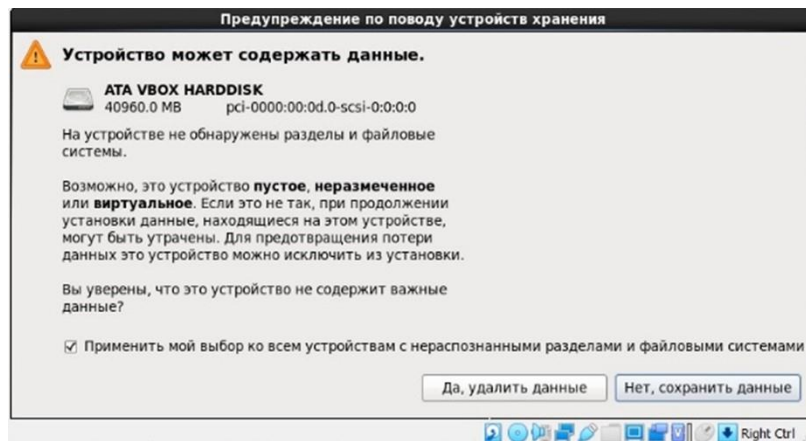 Предупреждение по поводу устройств хранения
Устройство может содержать данные.
ATA VBOX HARDDISK
40960.0 MB pci-0000:00:0d.0-scsi-0:0:0:0
На устройстве не обнаружены разделы и файловые
системы.
Возможно, это устройство пустое, неразмеченное
или виртуальное. Если это не так, при продолжении
установки данные, находящиеся на этом устройстве,
могут быть утрачены. Для предотвращения потери
данных это устройство можно исключить из установки.
Вы уверены, что это устройство не содержит важные
данные?
Применить мой выбор ко всем устройствам с нераспознанными разделами и файловыми системами
Да, удалить данные Нет, сохранить данные
Right Ctrl